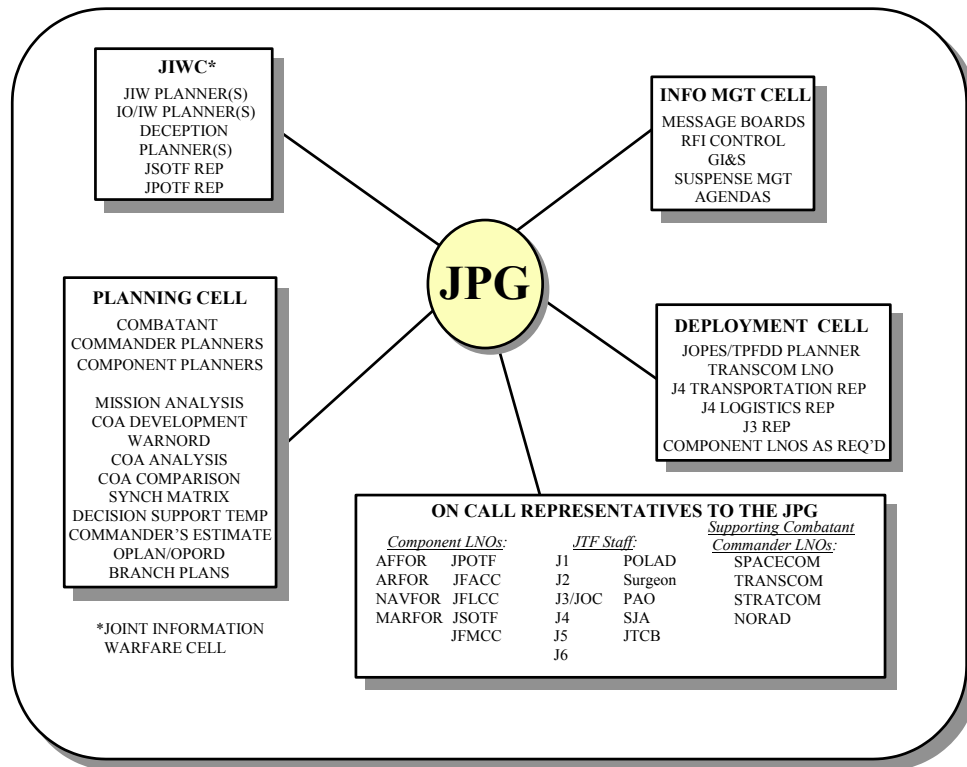 JIWC*
JIW PLANNER(S)
IO/IW PLANNER(S)
DECEPTION
PLANNER(S)
JSOTF REP
JPOTF REP
INFO MGT CELL
MESSAGE BOARDS
RFI CONTROL
GI&S
SUSPENSE MGT
AGENDAS
JPG
PLANNING CELL
COMBATANT
COMMANDER PLANNERS
COMPONENT PLANNERS
MISSION ANALYSIS
COA DEVELOPMENT
WARNORD
COA ANALYSIS
COA COMPARISON
SYNCH MATRIX
DECISION SUPPORT TEMP
COMMANDER'S ESTIMATE
OPLAN/OPORD
BRANCH PLANS
DEPLOYMENT CELL
JOPES/TPFDD PLANNER
TRANSCOM LNO
J4 TRANSPORTATION REP
J4 LOGISTICS REP
J3 REP
COMPONENT LNOS AS REQ'D
ON CALL REPRESENTATIVES TO THE JPG
Component LNOs:
AFFOR JPOTF
ARFOR JFACC
NAVFOR JFLCC
MARFOR JSOTF
JFMCC
JTF Staff:
J1 POLAD
J2 Surgeon
J3/JOC PAO
J4 SJA
J5 JTCB
J6
Supporting Combatant
Commander LNOs:
SPACECOM
TRANSCOM
STRATCOM
NORAD
*JOINT INFORMATION
WARFARE CELL